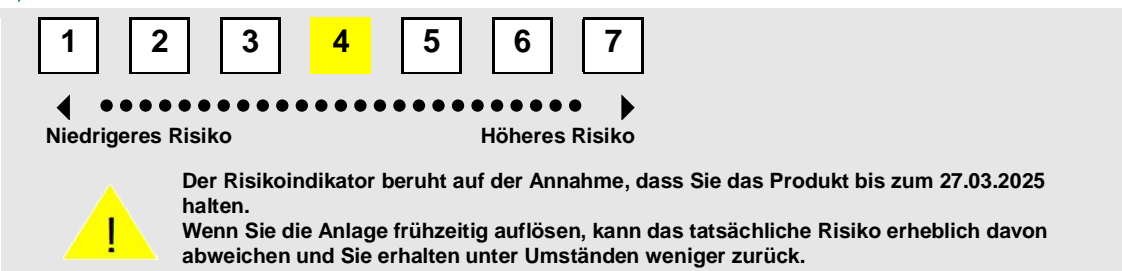 1 2 3 4 5 6 7
Niedrigeres Risiko Höheres Risiko
! Der Risikoindikator beruht auf der Annahme, dass Sie das Produkt bis zum 27.03.2025
halten.
Wenn Sie die Anlage frühzeitig auflösen, kann das tatsächliche Risiko erheblich davon
abweichen und Sie erhalten unter Umständen weniger zurück.